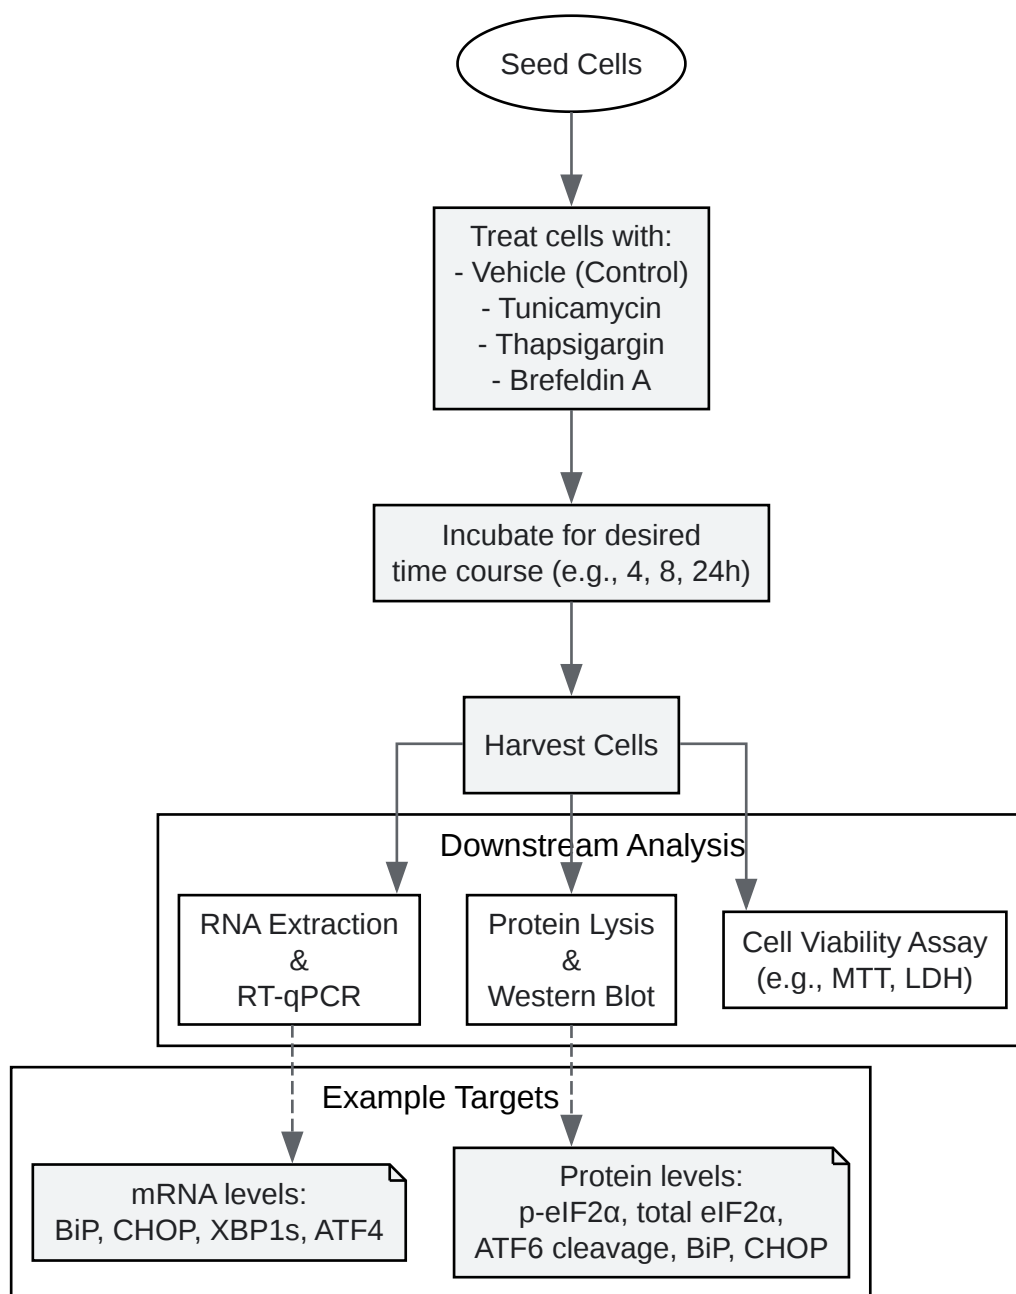 Seed Cells
Treat cells with:
- Vehicle (Control)
- Tunicamycin
- Thapsigargin
- Brefeldin A
Incubate for desired
time course (e.g., 4, 8, 24h)
Harvest Cells
Downstream Analysis
RNA Extraction
&
RT-qPCR
Protein Lysis
&
Western Blot
Cell Viability Assay
(e.g., MTT, LDH)
Example Targets
mRNA levels:
BiP, CHOP, XBP1s, ATF4
Protein levels:
p-eIF2α, total eIF2α,
ATF6 cleavage, BiP, CHOP